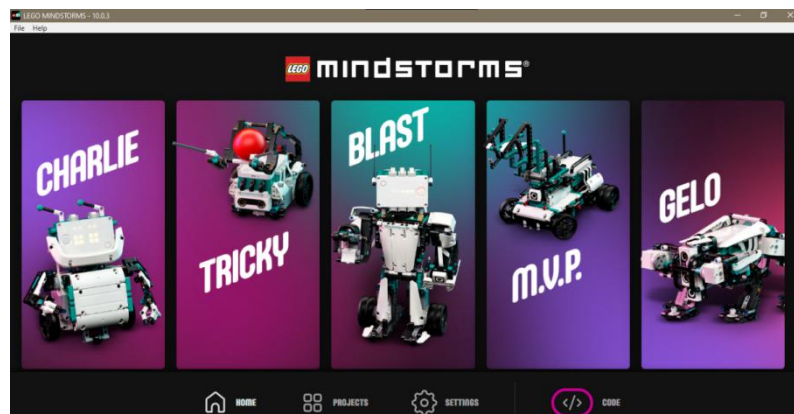 LEGO MINDSTORMS - 10.0.3
File Help
LEGO MINDSTORMS®
CHARLIE
TRICKY
BLAST
M.V.P.
GELO
HOME PROJECTS SETTINGS </> CODE